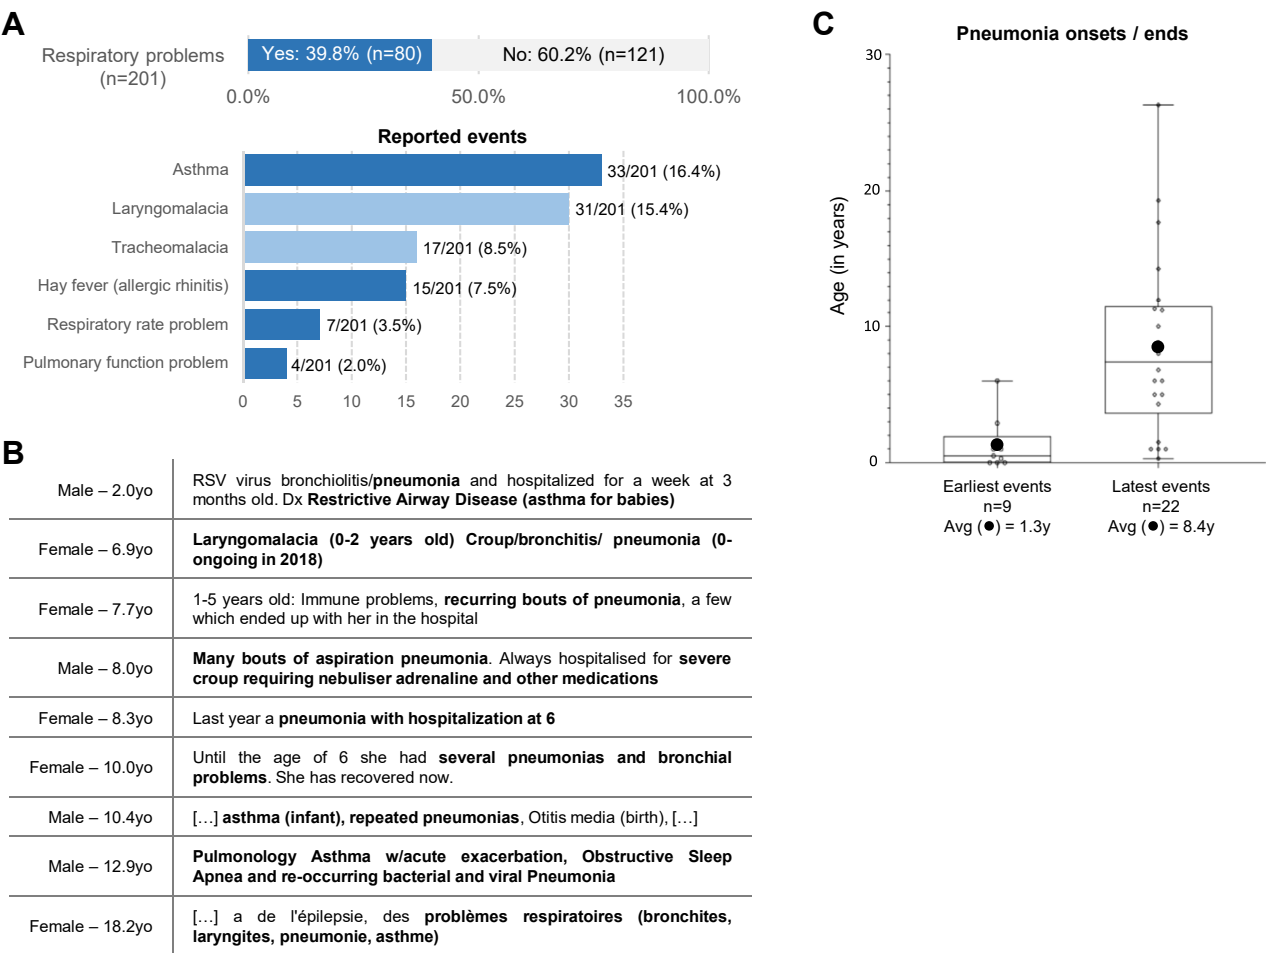 A
Respiratory problems
(n=201)
Yes: 39.8% (n=80)
No: 60.2% (n=121)
0.0%
50.0%
100.0%
Reported events
Asthma
33/201 (16.4%)
Laryngomalacia
31/201 (15.4%)
Tracheomalacia
17/201 (8.5%)
Hay fever (allergic rhinitis)
15/201 (7.5%)
Respiratory rate problem
7/201 (3.5%)
Pulmonary function problem
4/201 (2.0%)
0 5 10 15 20 25 30 35
B
Male – 2.0yo
RSV virus bronchiolitis/pneumonia and hospitalized for a week at 3
months old. Dx Restrictive Airway Disease (asthma for babies)
Female – 6.9yo
Laryngomalacia (0-2 years old) Croup/bronchitis/ pneumonia (0-
ongoing in 2018)
Female – 7.7yo
1-5 years old: Immune problems, recurring bouts of pneumonia, a few
which ended up with her in the hospital
Male – 8.0yo
Many bouts of aspiration pneumonia. Always hospitalised for severe
croup requiring nebuliser adrenaline and other medications
Female – 8.3yo
Last year a pneumonia with hospitalization at 6
Female – 10.0yo
Until the age of 6 she had several pneumonias and bronchial
problems. She has recovered now.
Male – 10.4yo
[…] asthma (infant), repeated pneumonias, Otitis media (birth), […]
Male – 12.9yo
Pulmonology Asthma w/acute exacerbation, Obstructive Sleep
Apnea and re-occurring bacterial and viral Pneumonia
Female – 18.2yo
[…] a de l'épilepsie, des problèmes respiratoires (bronchites,
laryngites, pneumonie, asthme)
C
Pneumonia onsets / ends
Age (in years)
30
20
10
0
Earliest events
n=9
Avg (●) = 1.3y
Latest events
n=22
Avg (●) = 8.4y